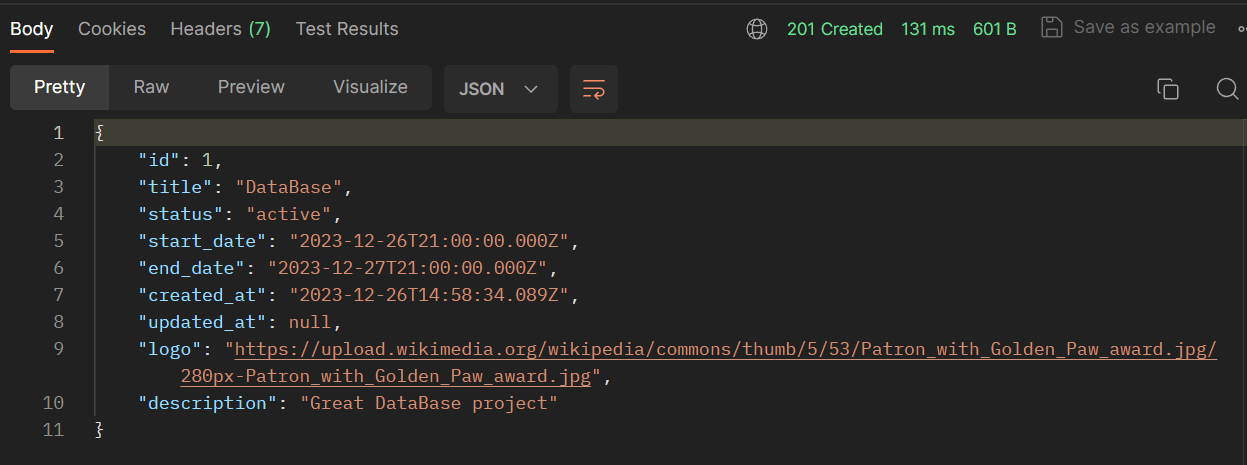 Body Cookies Headers (7) Test Results 201 Created 131 ms 601 B Save as example
Pretty Raw Preview Visualize JSON
1 {
2 "id": 1,
3 "title": "DataBase",
4 "status": "active",
5 "start_date": "2023-12-26T21:00:00.000Z",
6 "end_date": "2023-12-27T21:00:00.000Z",
7 "created_at": "2023-12-26T14:58:34.089Z",
8 "updated_at": null,
9 "logo": "https://upload.wikimedia.org/wikipedia/commons/thumb/5/53/Patron_with_Golden_Paw_award.jpg/
280px-Patron_with_Golden_Paw_award.jpg",
10 "description": "Great DataBase project"
11 }